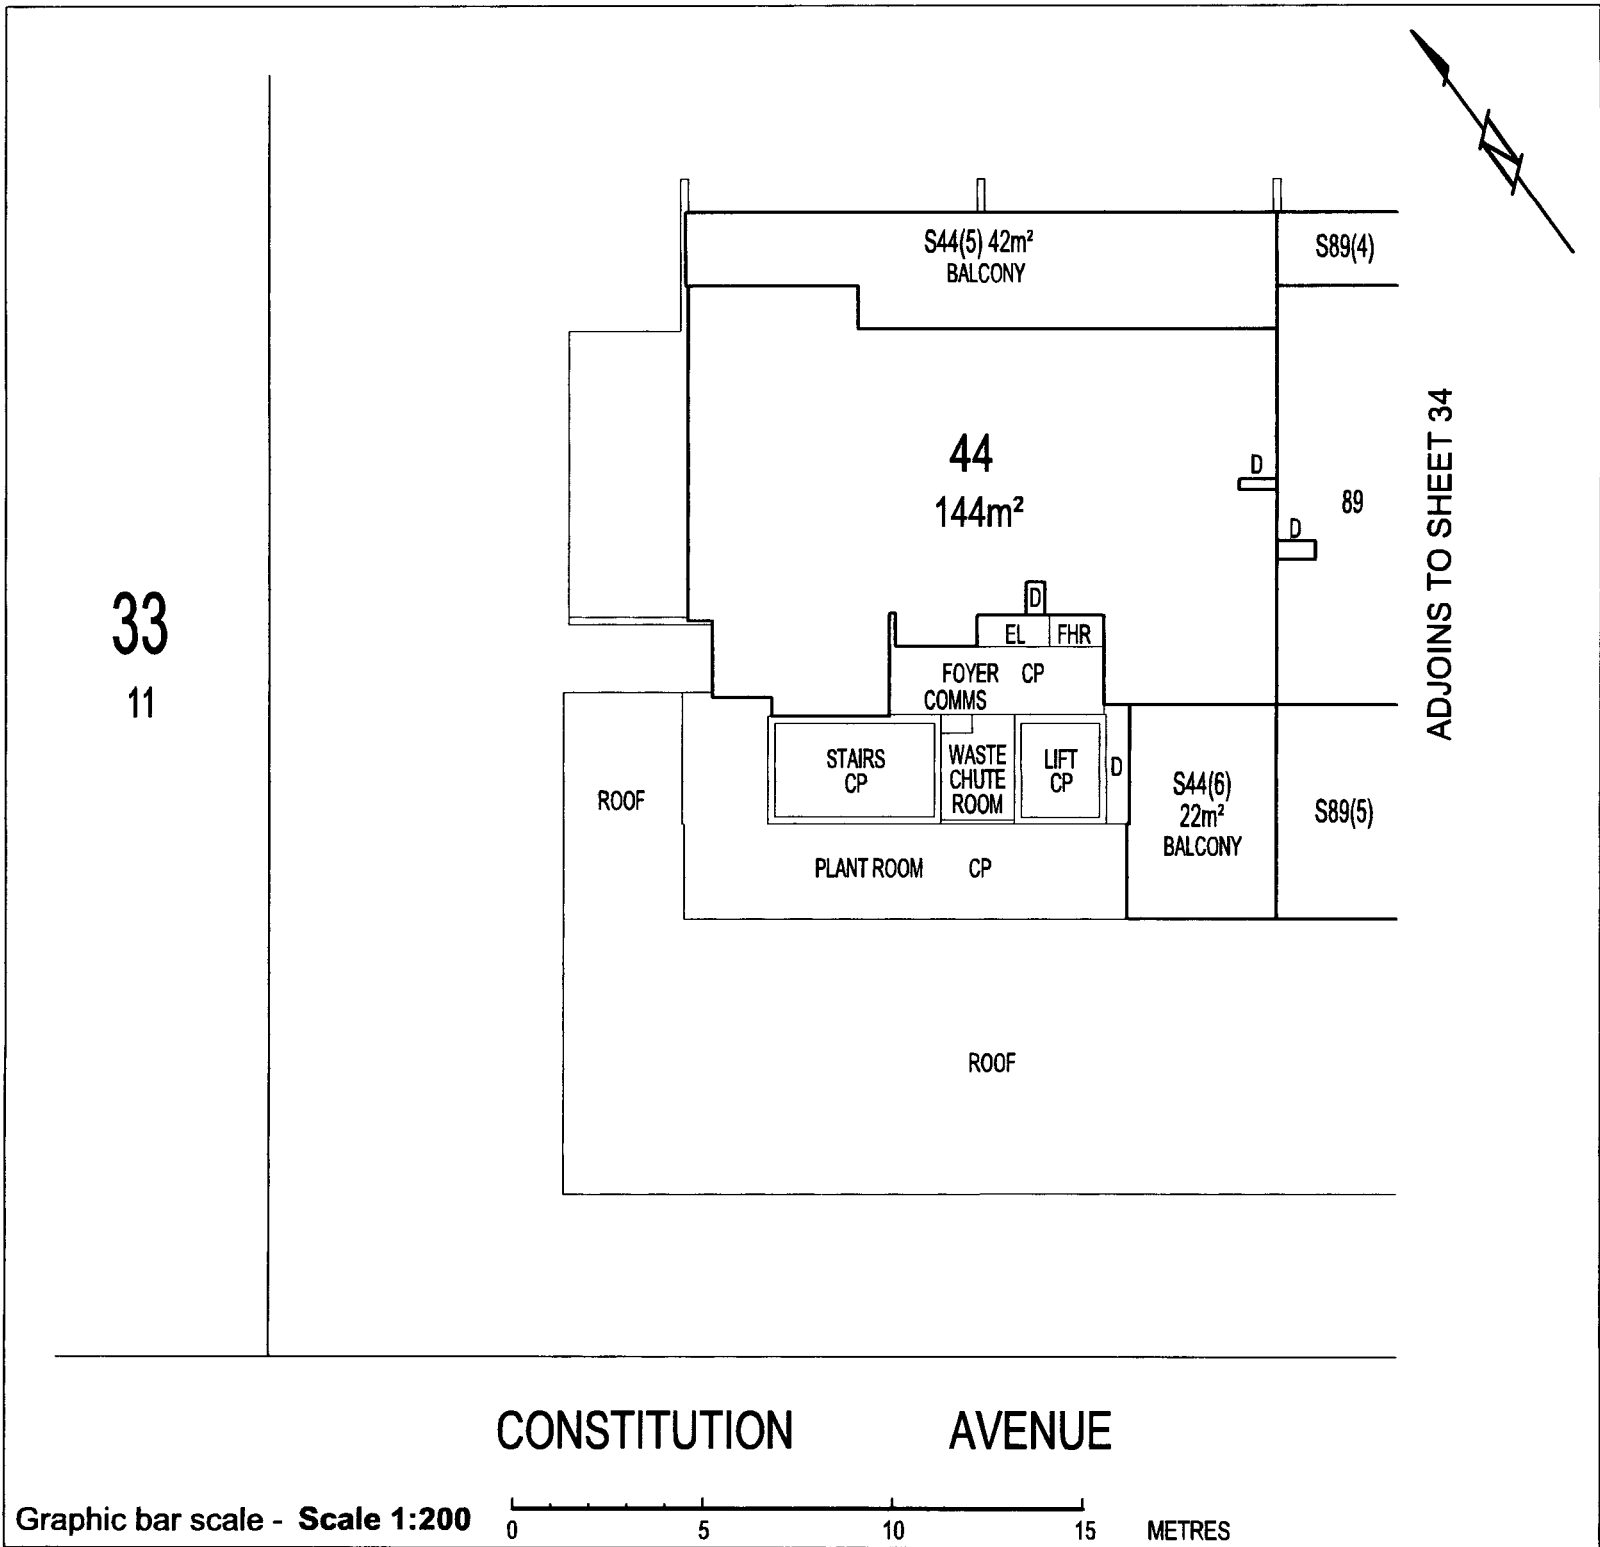 N
S44(5) 42m²
BALCONY
S89(4)
44
144m²
D
89
D
ADJOINS TO SHEET 34
33
11
D
EL
FHR
FOYER CP
COMMS
STAIRS
CP
WASTE
CHUTE
ROOM
LIFT
CP
D
S44(6)
22m²
BALCONY
S89(5)
ROOF
PLANT ROOM CP
ROOF
CONSTITUTION AVENUE
Graphic bar scale - Scale 1:200
0 5 10 15 METRES